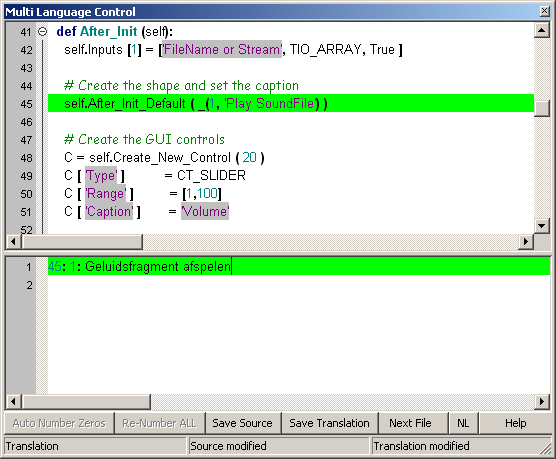 Multi Language Control
41 def After_Init (self):
42 self.Inputs [1] = ['FileName or Stream', TIO_ARRAY, True ]
43
44 # Create the shape and set the caption
45 self.After_Init_Default ( _(1, 'Play SoundFile') )
46
47 # Create the GUI controls
48 C = self.Create_New_Control ( 20 )
49 C [ 'Type' ] = CT_SLIDER
50 C [ 'Range' ] = [1,100]
51 C [ 'Caption' ] = 'Volume'
52
1 45: 1: Geluidsfragment afspelen
2
Auto Number Zeros Re-Number ALL Save Source Save Translation Next File NL Help
Translation Source modified Translation modified